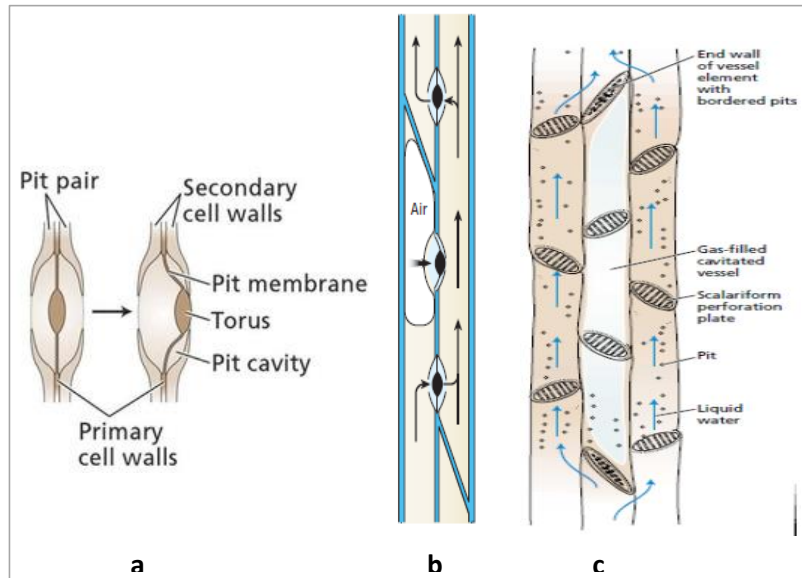 Pit pair
Secondary
cell walls
Pit membrane
Torus
Pit cavity
Primary
cell walls
a
Air
b
End wall
of vessel
element
with
bordered pits
Gas-filled
cavitated
vessel
Scalariform
perforation
plate
Pit
Liquid
water
c